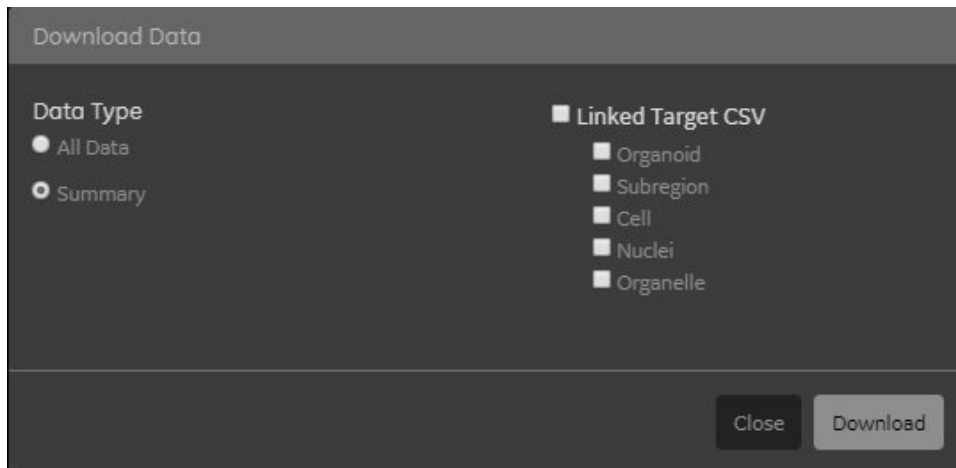 Download Data
Data Type
All Data
Summary
Linked Target CSV
Organoid
Subregion
Cell
Nuclei
Organelle
Close
Download